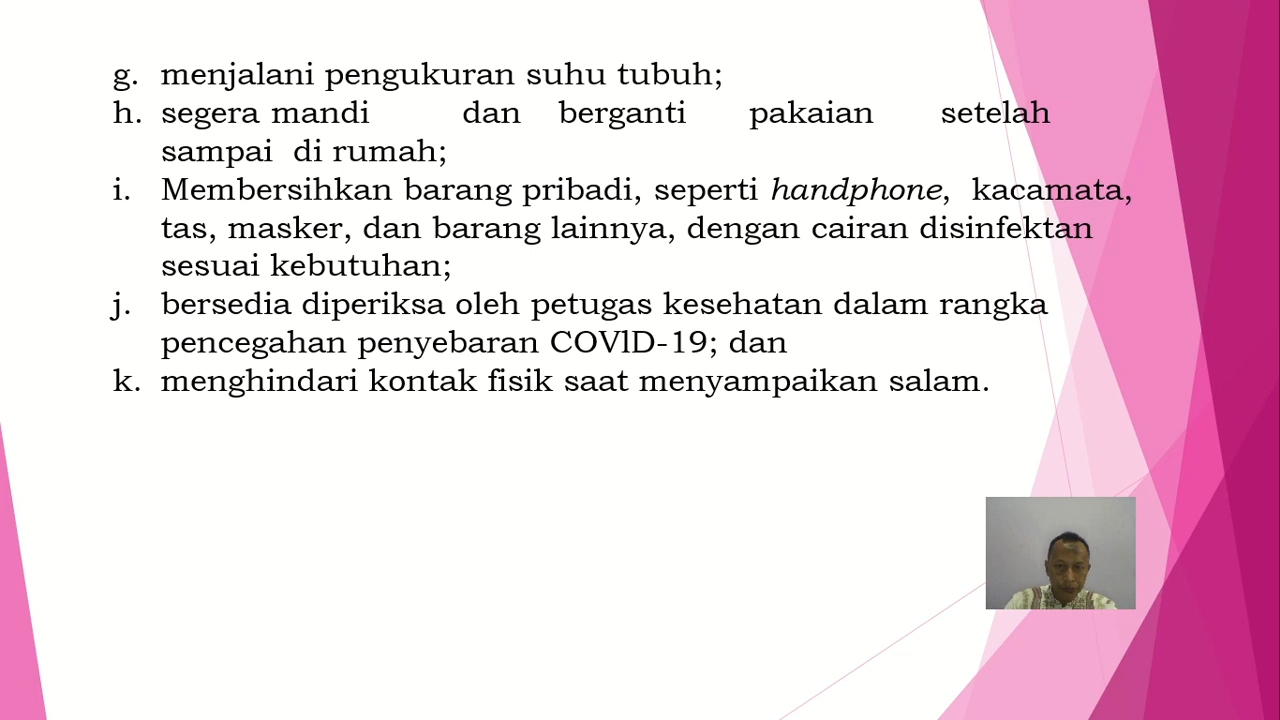 g. menjalani pengukuran suhu tubuh;
h. segera mandi dan berganti pakaian setelah
sampai di rumah;
i. Membersihkan barang pribadi, seperti handphone, kacamata,
tas, masker, dan barang lainnya, dengan cairan disinfektan
sesuai kebutuhan;
j. bersedia diperiksa oleh petugas kesehatan dalam rangka
pencegahan penyebaran COVlD-19; dan
k. menghindari kontak fisik saat menyampaikan salam.